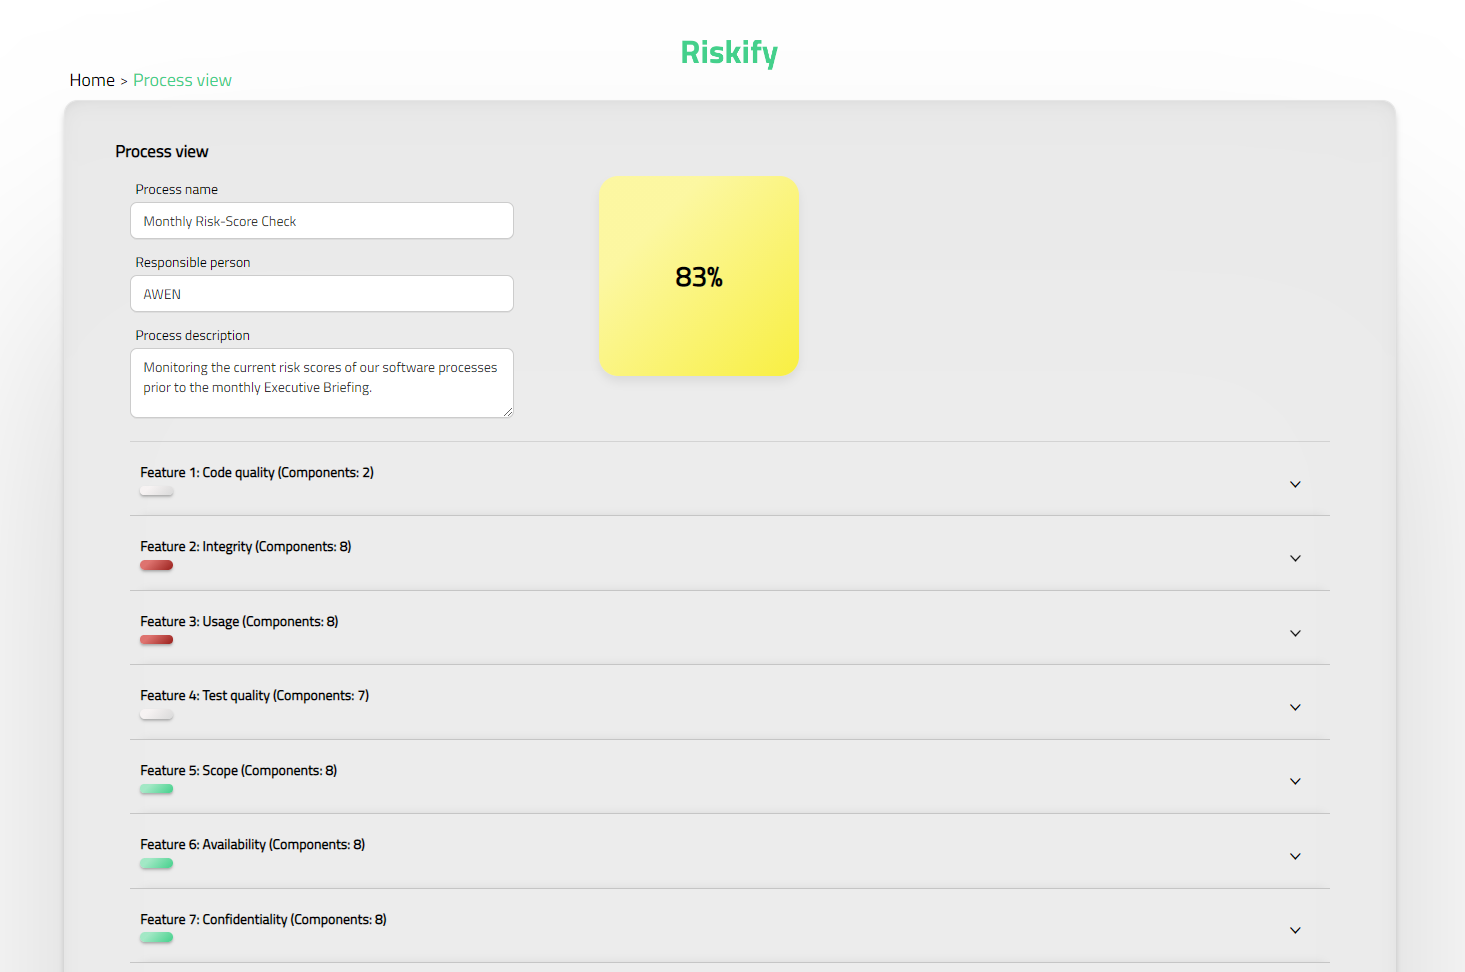 Riskify
Home > Process view
Process view
Process name
Monthly Risk-Score Check
Responsible person
AWEN
Process description
Monitoring the current risk scores of our software processes
prior to the monthly Executive Briefing.
83%
Feature 1: Code quality (Components: 2)
Feature 2: Integrity (Components: 8)
Feature 3: Usage (Components: 8)
Feature 4: Test quality (Components: 7)
Feature 5: Scope (Components: 8)
Feature 6: Availability (Components: 8)
Feature 7: Confidentiality (Components: 8)